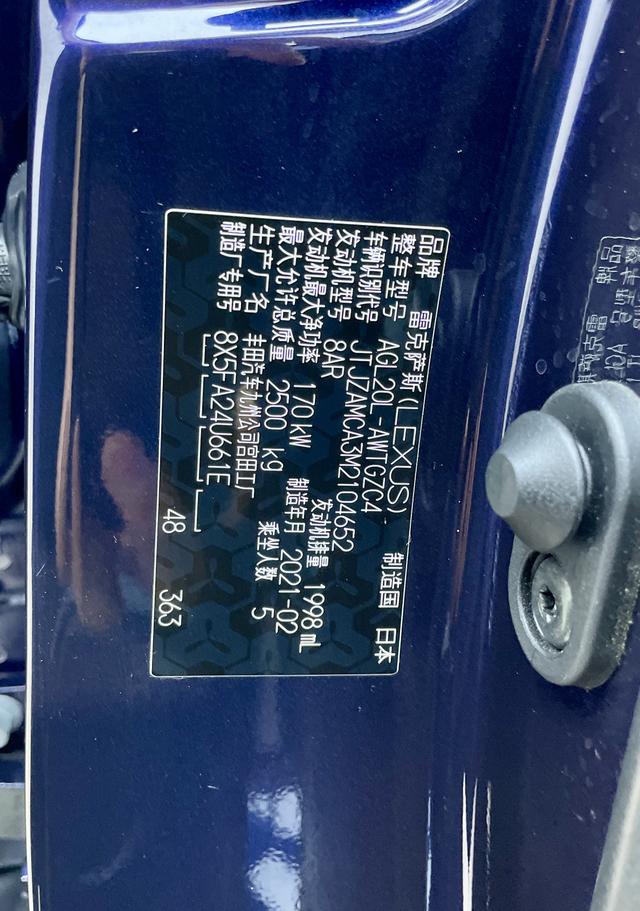 品牌 雷克萨斯(LEXUS) 制造国 日本
整车型号 AGL20L-AWTGZC4
车辆识别代号 JTJZAMCA3M2104652
发动机型号 8AR 发动机排量 1998 mL
发动机最大净功率 170 kW 制造年月 2021-02
最大允许总质量 2500 kg 乘坐人数 5
生产厂名 丰田汽车九州公司宫田工厂
制造厂专用号 8X5FA24U661E
48 363